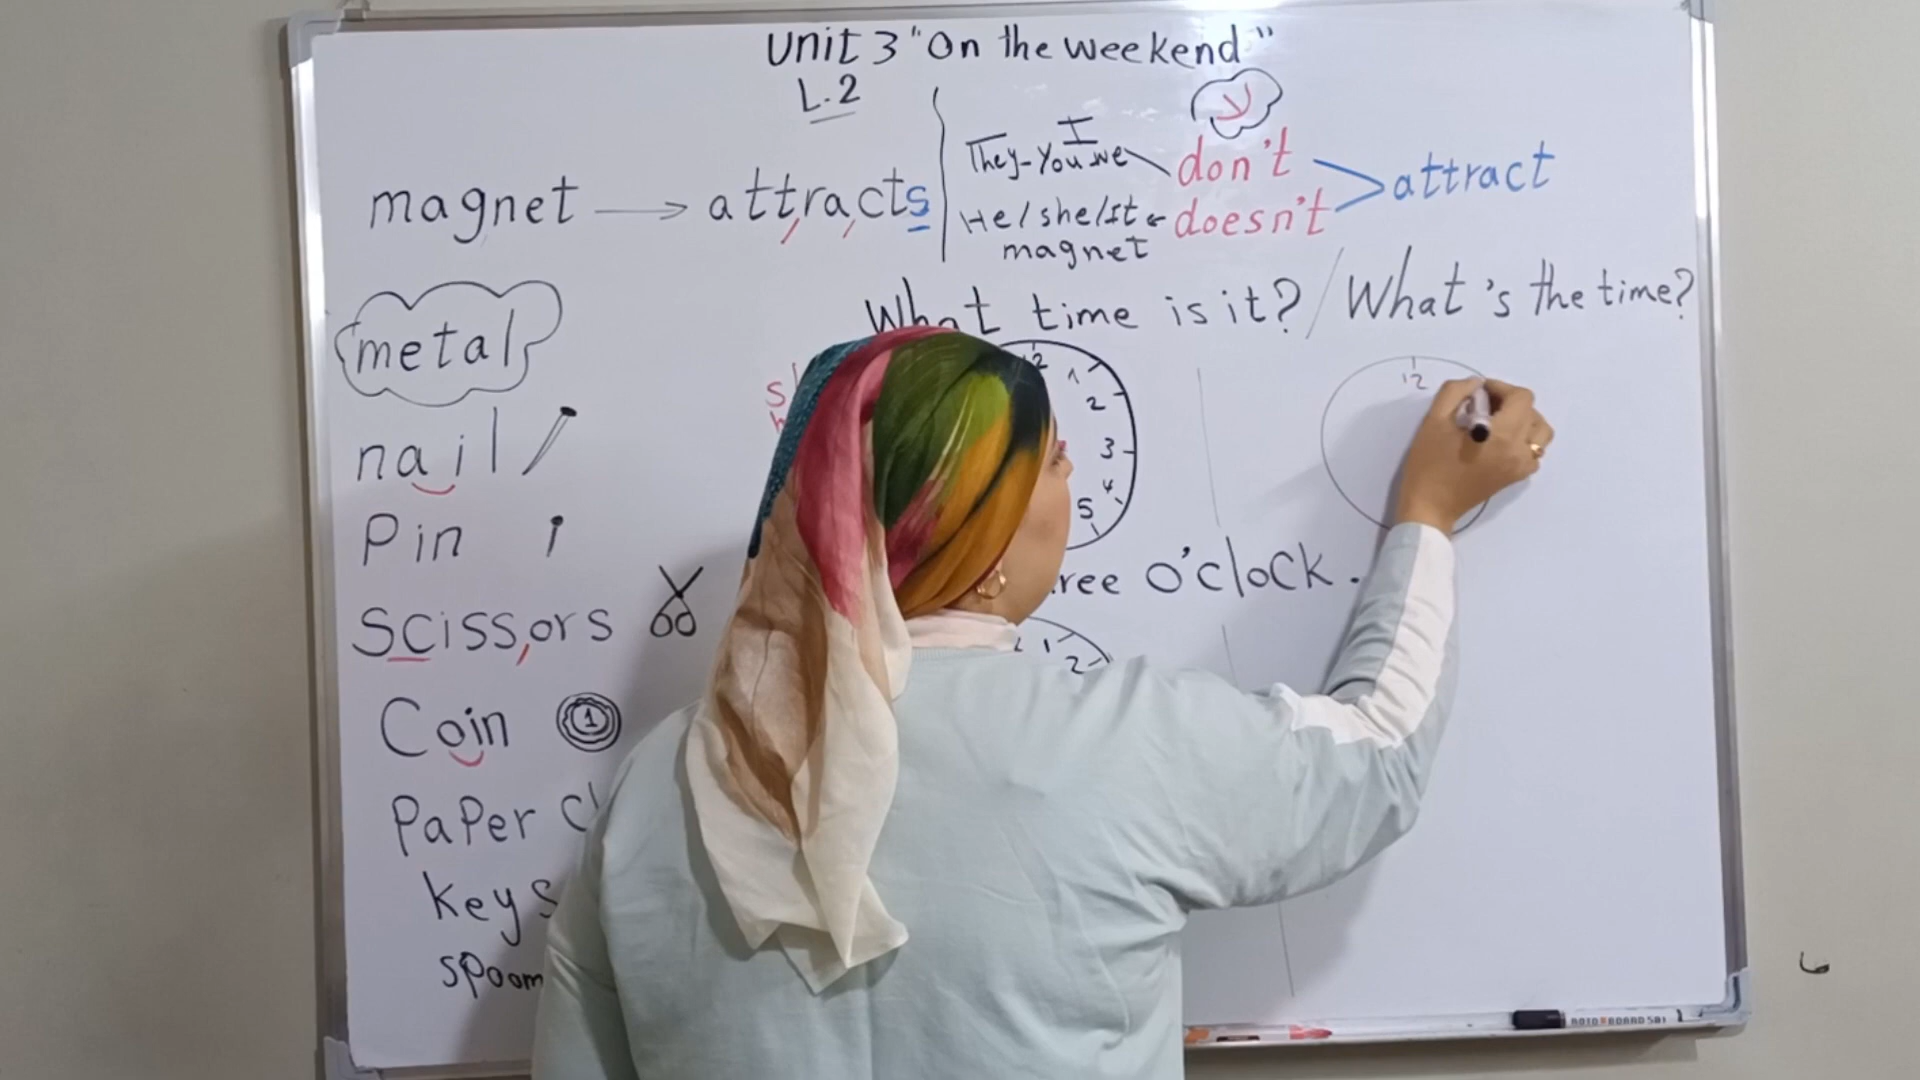 Unit 3 "On the weekend"
L.2
لا
I
They-You we
don't
attract
magnet → attracts
He/she/It
doesn't
magnet
What time is it? / What's the time?
metal
12
1
2
3
4
5
12
nail
Pin
o'clock.
Scissors
1
2
Coin
1
Paper
keys